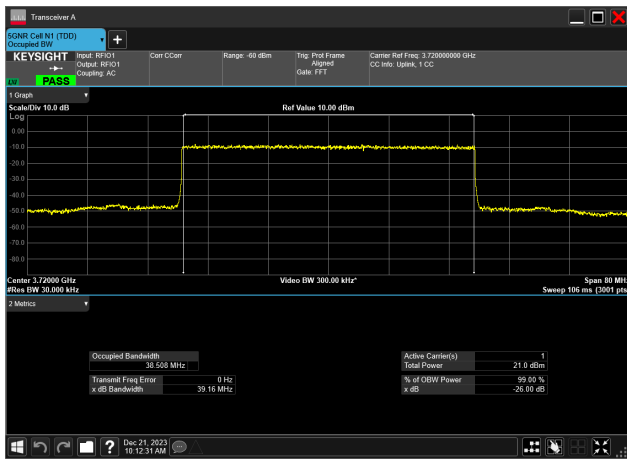 Transceiver A
5GNR Cell N1 (TDD)
Occupied BW
KEYSIGHT
LXI
PASS
Input: RFIO1
Output: RFIO1
Coupling: AC
Corr CCorr
Range: -60 dBm
Trig: Prot Frame
Aligned
Gate: FFT
Carrier Ref Freq: 3.720000000 GHz
CC Info: Uplink, 1 CC
1 Graph
Scale/Div 10.0 dB
Ref Value 10.00 dBm
Log
0.00
-10.0
-20.0
-30.0
-40.0
-50.0
-60.0
-70.0
-80.0
Center 3.72000 GHz
Video BW 300.00 kHz*
Span 80 MHz
#Res BW 30.000 kHz
Sweep 106 ms (3001 pts
2 Metrics
Occupied Bandwidth
38.508 MHz
Transmit Freq Error 0 Hz
x dB Bandwidth 39.16 MHz
Active Carrier(s) 1
Total Power 21.0 dBm
% of OBW Power 99.00 %
x dB -26.00 dB
?
Dec 21, 2023
10:12:31 AM